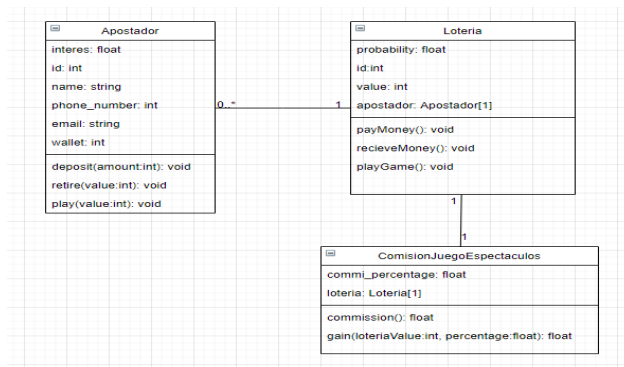 Apostador
interes: float
id: int
name: string
phone_number: int
email: string
wallet: int
deposit(amount:int): void
retire(value:int): void
play(value:int): void
0..*
1
Loteria
probability: float
id:int
value: int
apostador: Apostador[1]
payMoney(): void
recieveMoney(): void
playGame(): void
1
1
ComisionJuegoEspectaculos
commi_percentage: float
loteria: Loteria[1]
commission(): float
gain(loteriaValue:int, percentage:float): float